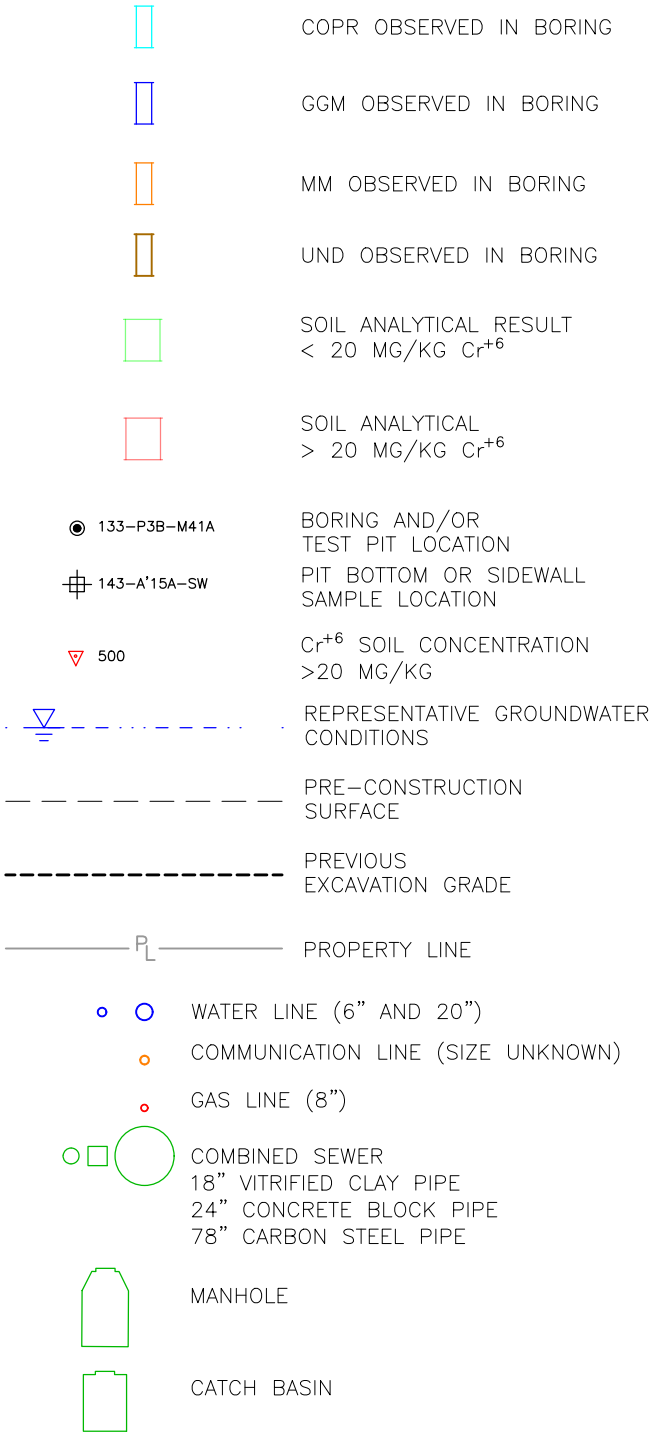 COPR OBSERVED IN BORING
GGM OBSERVED IN BORING
MM OBSERVED IN BORING
UND OBSERVED IN BORING
SOIL ANALYTICAL RESULT
< 20 MG/KG Cr+6
SOIL ANALYTICAL
> 20 MG/KG Cr+6
133-P3B-M41A
BORING AND/OR
TEST PIT LOCATION
143-A'15A-SW
PIT BOTTOM OR SIDEWALL
SAMPLE LOCATION
500
Cr+6 SOIL CONCENTRATION
>20 MG/KG
REPRESENTATIVE GROUNDWATER
CONDITIONS
PRE-CONSTRUCTION
SURFACE
PREVIOUS
EXCAVATION GRADE
PL PROPERTY LINE
WATER LINE (6" AND 20")
COMMUNICATION LINE (SIZE UNKNOWN)
GAS LINE (8")
COMBINED SEWER
18" VITRIFIED CLAY PIPE
24" CONCRETE BLOCK PIPE
78" CARBON STEEL PIPE
MANHOLE
CATCH BASIN